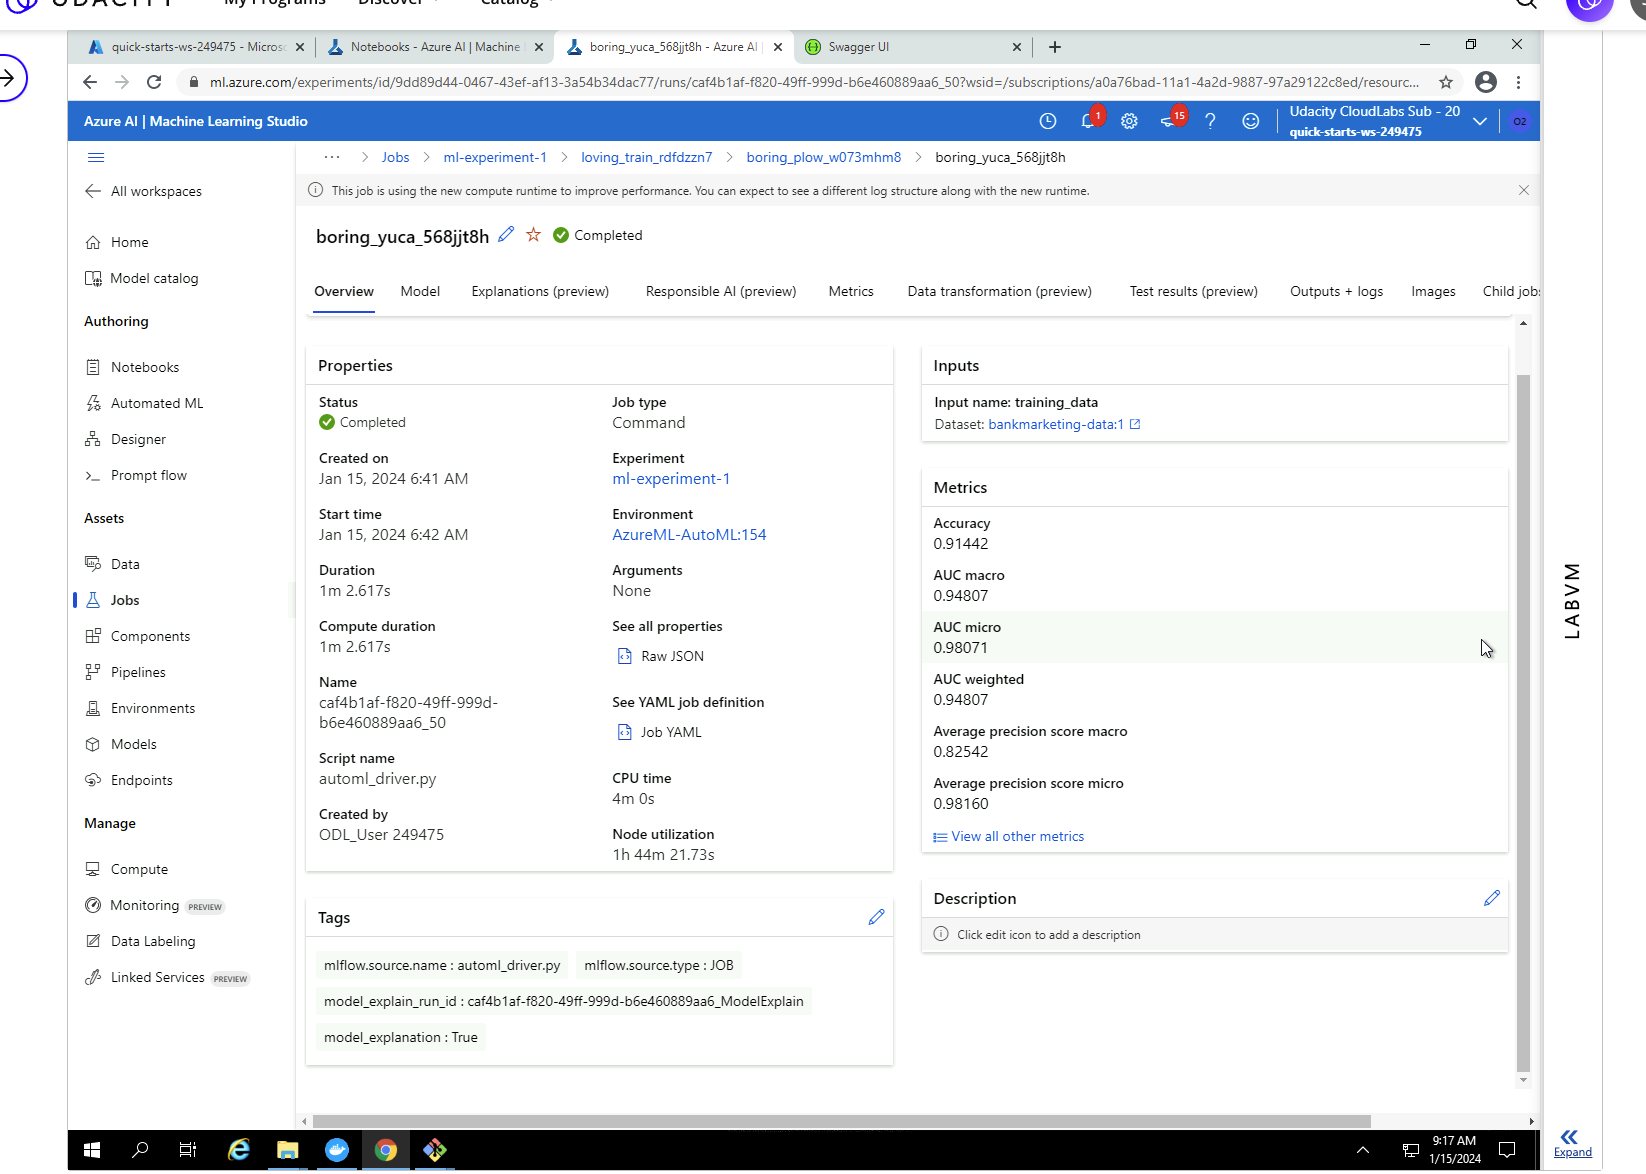 UDACITY
My Programs
Discover
Catalog
quick-starts-ws-249475 - Micros
Notebooks - Azure AI | Machine
boring_yuca_568jjt8h - Azure AI
Swagger UI
ml.azure.com/experiments/id/9dd89d44-0467-43ef-af13-3a54b34dac77/runs/caf4b1af-f820-49ff-999d-b6e460889aa6_50?wsid=/subscriptions/a0a76bad-11a1-4a2d-9887-97a29122c8ed/resourc...
Azure AI | Machine Learning Studio
1
15
Udacity CloudLabs Sub - 20
quick-starts-ws-249475
O2
... > Jobs > ml-experiment-1 > loving_train_rdfdzzn7 > boring_plow_w073mhm8 > boring_yuca_568jjt8h
This job is using the new compute runtime to improve performance. You can expect to see a different log structure along with the new runtime.
All workspaces
Home
Model catalog
Authoring
Notebooks
Automated ML
Designer
Prompt flow
Assets
Data
Jobs
Components
Pipelines
Environments
Models
Endpoints
Manage
Compute
Monitoring PREVIEW
Data Labeling
Linked Services PREVIEW
boring_yuca_568jjt8h
Completed
Overview
Model
Explanations (preview)
Responsible AI (preview)
Metrics
Data transformation (preview)
Test results (preview)
Outputs + logs
Images
Child jobs
Properties
Status
Completed
Created on
Jan 15, 2024 6:41 AM
Start time
Jan 15, 2024 6:42 AM
Duration
1m 2.617s
Compute duration
1m 2.617s
Name
caf4b1af-f820-49ff-999d-
b6e460889aa6_50
Script name
automl_driver.py
Created by
ODL_User 249475
Job type
Command
Experiment
ml-experiment-1
Environment
AzureML-AutoML:154
Arguments
None
See all properties
Raw JSON
See YAML job definition
Job YAML
CPU time
4m 0s
Node utilization
1h 44m 21.73s
Tags
mlflow.source.name : automl_driver.py
mlflow.source.type : JOB
model_explain_run_id : caf4b1af-f820-49ff-999d-b6e460889aa6_ModelExplain
model_explanation : True
Inputs
Input name: training_data
Dataset: bankmarketing-data:1
Metrics
Accuracy
0.91442
AUC macro
0.94807
AUC micro
0.98071
AUC weighted
0.94807
Average precision score macro
0.82542
Average precision score micro
0.98160
View all other metrics
Description
Click edit icon to add a description
LABVM
Expand
9:17 AM
1/15/2024